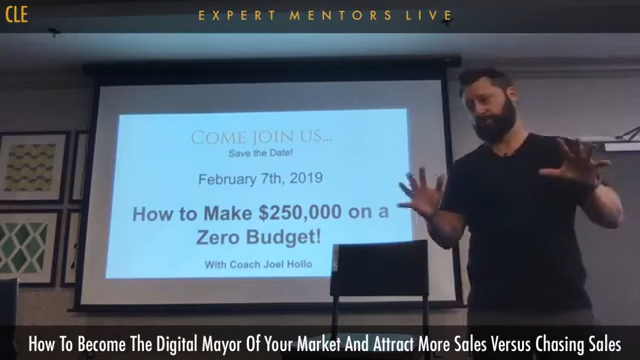 CLE
EXPERT MENTORS LIVE
COME JOIN US...
Save the Date!
February 7th, 2019
How to Make $250,000 on a
Zero Budget!
With Coach Joel Hollo
How To Become The Digital Mayor Of Your Market And Attract More Sales Versus Chasing Sales